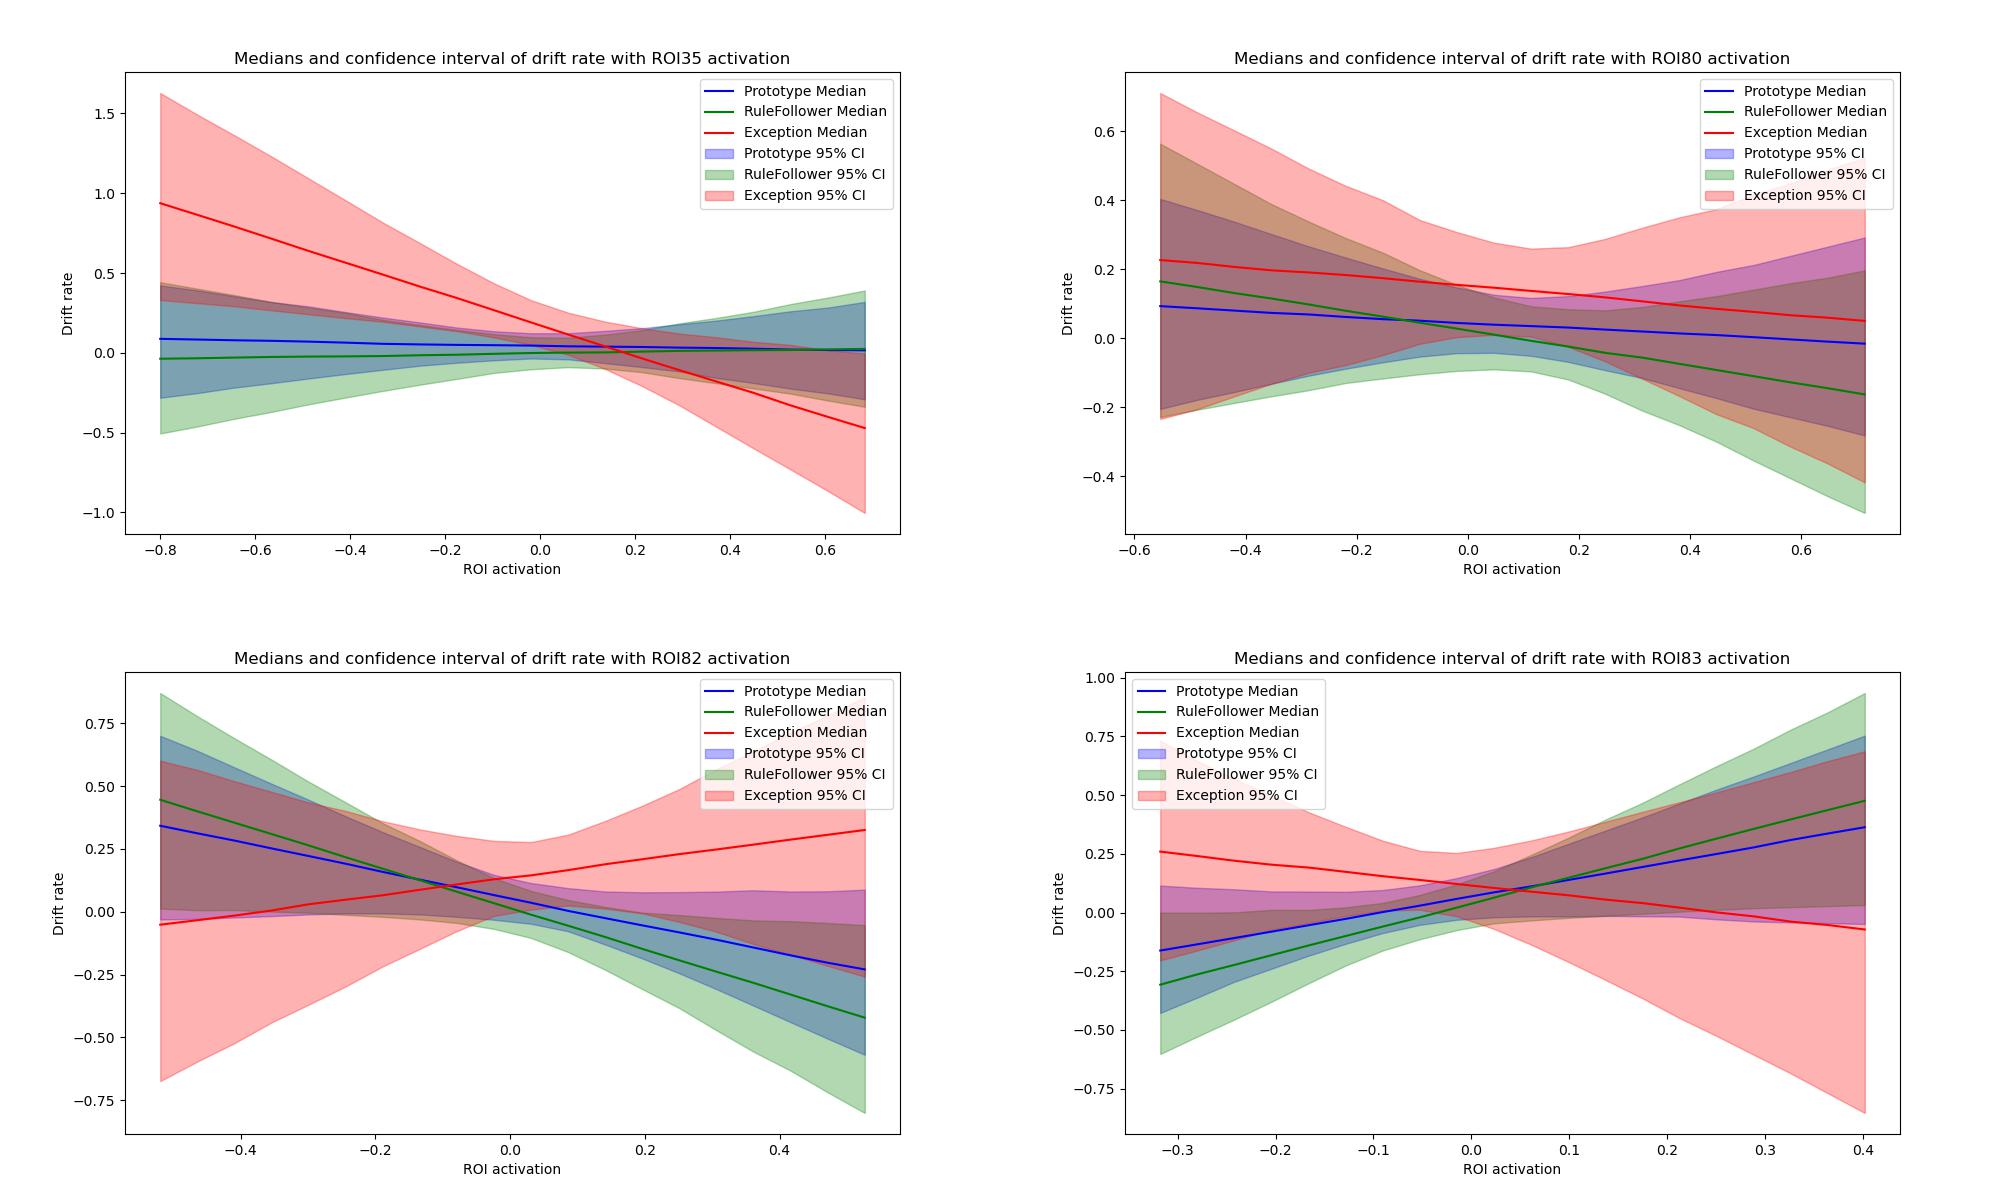 Medians and confidence interval of drift rate with ROI35 activation
Prototype Median
RuleFollower Median
Exception Median
Prototype 95% CI
RuleFollower 95% CI
Exception 95% CI
Drift rate
1.5
1.0
0.5
0.0
−0.5
−1.0
−0.8 −0.6 −0.4 −0.2 0.0 0.2 0.4 0.6
ROI activation
Medians and confidence interval of drift rate with ROI80 activation
Prototype Median
RuleFollower Median
Exception Median
Prototype 95% CI
RuleFollower 95% CI
Exception 95% CI
Drift rate
0.6
0.4
0.2
0.0
−0.2
−0.4
−0.6 −0.4 −0.2 0.0 0.2 0.4 0.6
ROI activation
Medians and confidence interval of drift rate with ROI82 activation
Prototype Median
RuleFollower Median
Exception Median
Prototype 95% CI
RuleFollower 95% CI
Exception 95% CI
Drift rate
0.75
0.50
0.25
0.00
−0.25
−0.50
−0.75
−0.4 −0.2 0.0 0.2 0.4
ROI activation
Medians and confidence interval of drift rate with ROI83 activation
Prototype Median
RuleFollower Median
Exception Median
Prototype 95% CI
RuleFollower 95% CI
Exception 95% CI
Drift rate
1.00
0.75
0.50
0.25
0.00
−0.25
−0.50
−0.75
−0.3 −0.2 −0.1 0.0 0.1 0.2 0.3 0.4
ROI activation